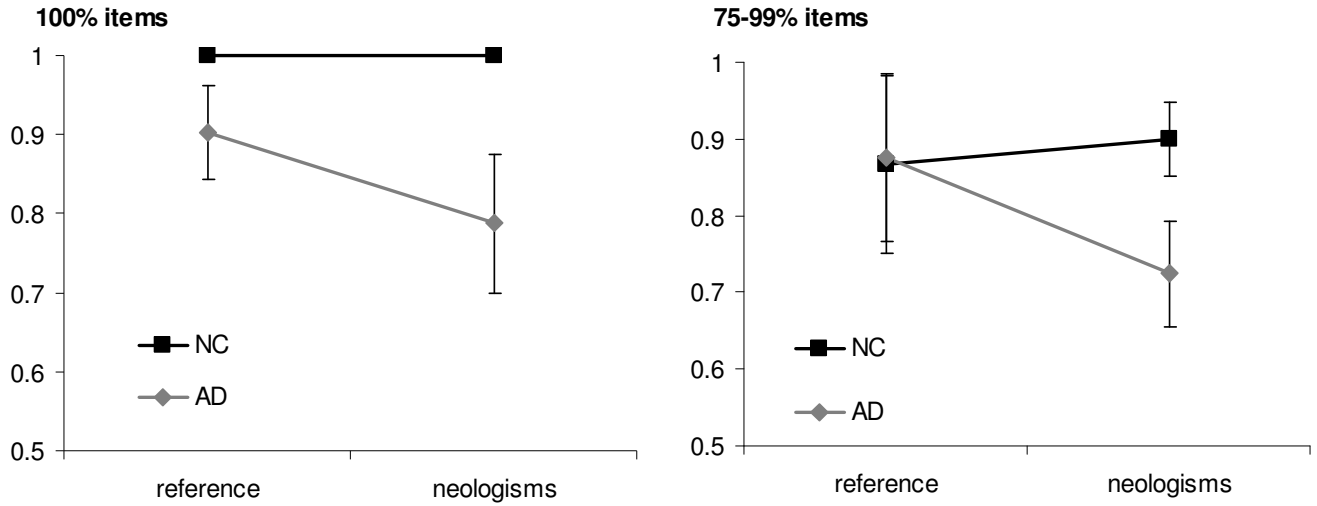 100% items
1
0.9
0.8
0.7
0.6
0.5
NC
AD
reference
neologisms
75-99% items
1
0.9
0.8
0.7
0.6
0.5
NC
AD
reference
neologisms